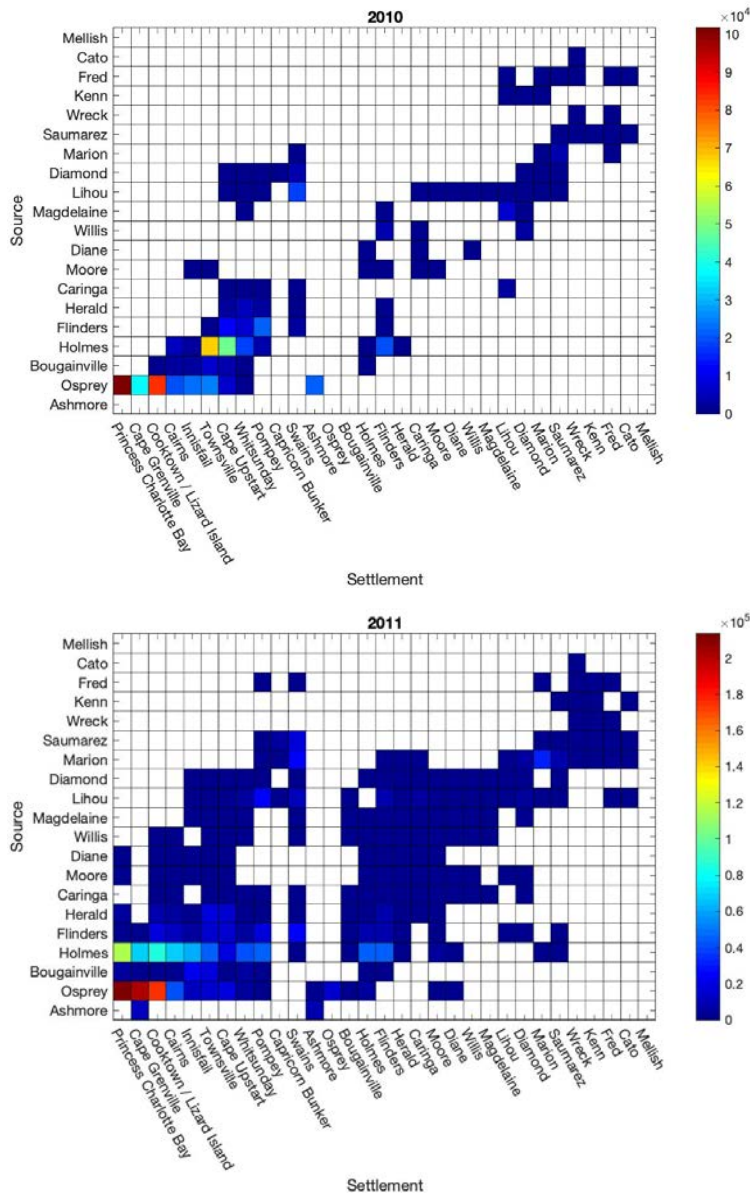 2010
×10⁴
Mellish
Cato
Fred
Kenn
Wreck
Saumarez
Marion
Diamond
Lihou
Magdelaine
Willis
Diane
Moore
Caringa
Herald
Flinders
Holmes
Bougainville
Osprey
Ashmore
Source
10
9
8
7
6
5
4
3
2
1
0
Princess Charlotte Bay
Cape Grenville
Cooktown / Lizard Island
Cairns
Innisfail
Townsville
Cape Upstart
Whitsunday
Pompey
Capricorn Bunker
Swains
Ashmore
Osprey
Bougainville
Holmes
Flinders
Herald
Caringa
Moore
Diane
Willis
Magdelaine
Lihou
Diamond
Marion
Saumarez
Wreck
Kenn
Fred
Cato
Mellish
Settlement
2011
×10⁵
Mellish
Cato
Fred
Kenn
Wreck
Saumarez
Marion
Diamond
Lihou
Magdelaine
Willis
Diane
Moore
Caringa
Herald
Flinders
Holmes
Bougainville
Osprey
Ashmore
Source
2
1.8
1.6
1.4
1.2
1
0.8
0.6
0.4
0.2
0
Princess Charlotte Bay
Cape Grenville
Cooktown / Lizard Island
Cairns
Innisfail
Townsville
Cape Upstart
Whitsunday
Pompey
Capricorn Bunker
Swains
Ashmore
Osprey
Bougainville
Holmes
Flinders
Herald
Caringa
Moore
Diane
Willis
Magdelaine
Lihou
Diamond
Marion
Saumarez
Wreck
Kenn
Fred
Cato
Mellish
Settlement